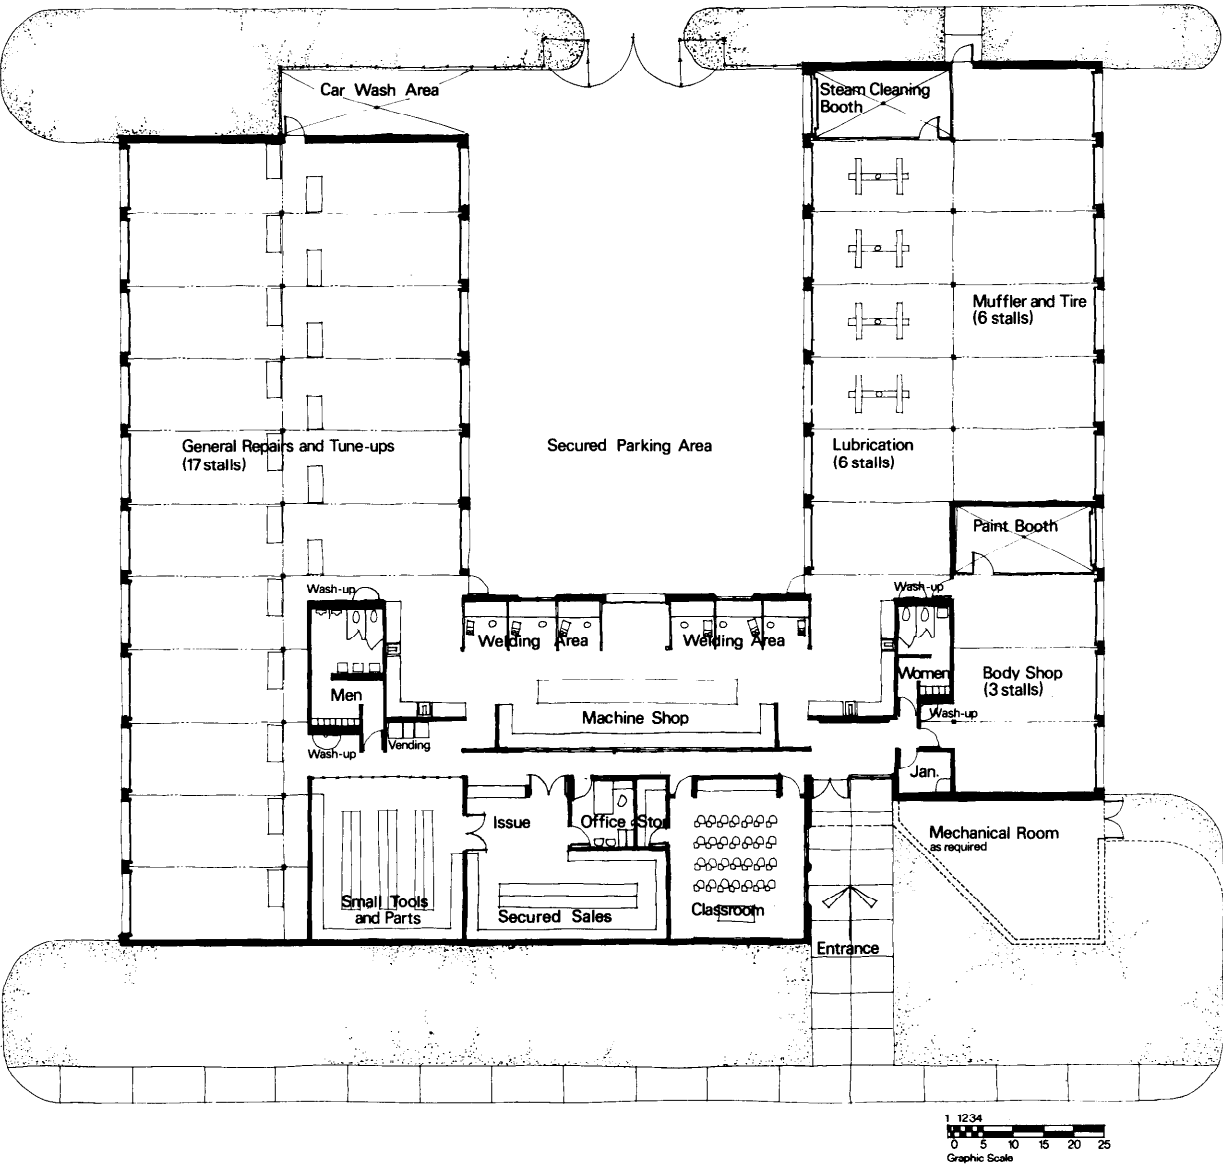 Car Wash Area
Steam Cleaning
Booth
Muffler and Tire
(6 stalls)
General Repairs and Tune-ups
(17 stalls)
Secured Parking Area
Lubrication
(6 stalls)
Paint Booth
Wash-up
Wash-up
Welding Area
Welding Area
Men
Women
Body Shop
(3 stalls)
Machine Shop
Wash-up
Vending
Wash-up
Jan.
Issue
Office
Stor
Mechanical Room
as required
Small Tools
and Parts
Secured Sales
Classroom
Entrance
1 1234
0 5 10 15 20 25
Graphic Scale